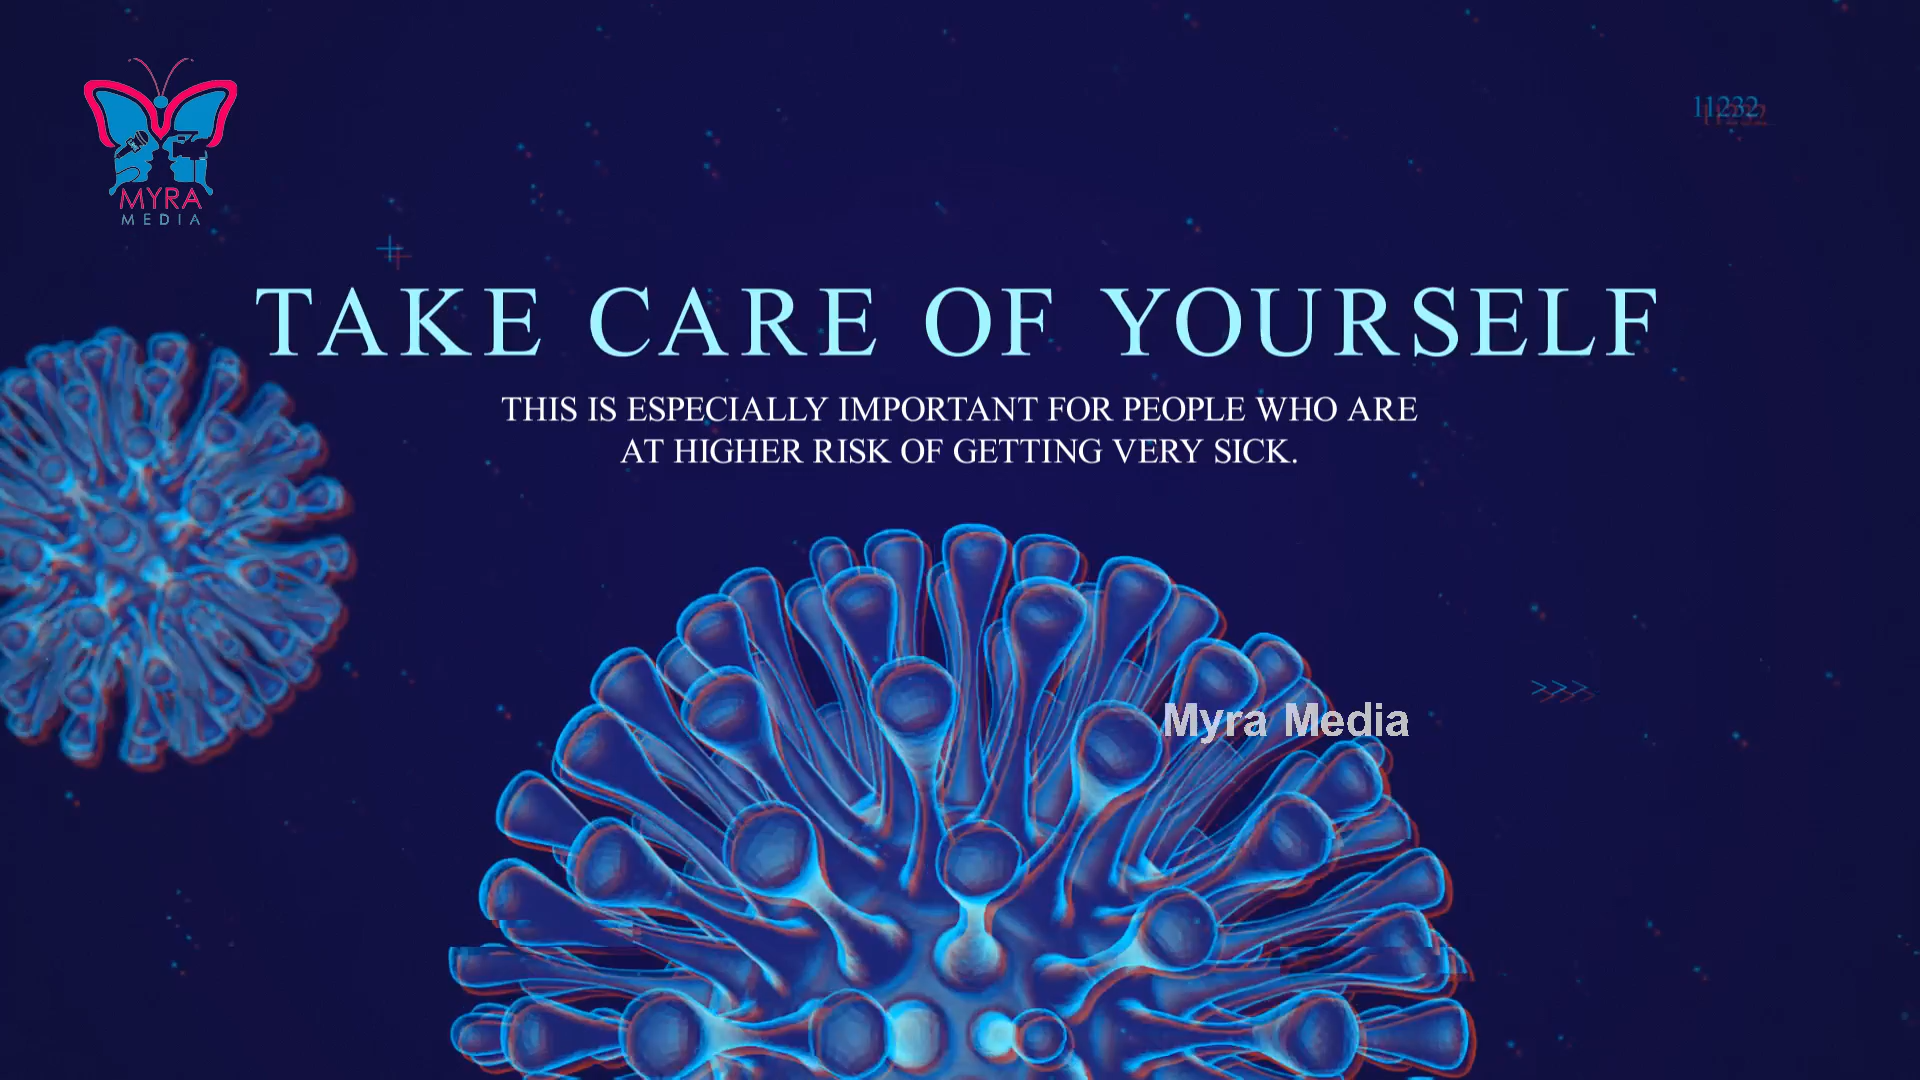 MYRA
MEDIA
11232
TAKE CARE OF YOURSELF
THIS IS ESPECIALLY IMPORTANT FOR PEOPLE WHO ARE
AT HIGHER RISK OF GETTING VERY SICK.
Myra Media